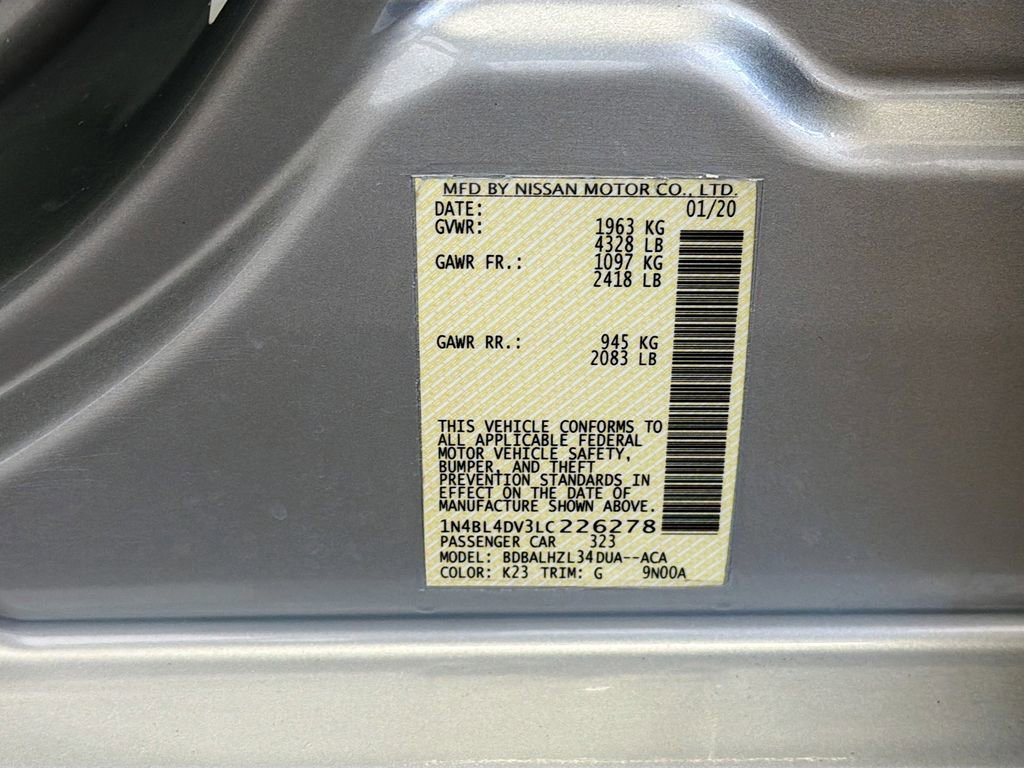 MFD BY NISSAN MOTOR CO., LTD.
DATE: 01/20
GVWR: 1963 KG
4328 LB
GAWR FR.: 1097 KG
2418 LB
GAWR RR.: 945 KG
2083 LB
THIS VEHICLE CONFORMS TO
ALL APPLICABLE FEDERAL
MOTOR VEHICLE SAFETY,
BUMPER, AND THEFT
PREVENTION STANDARDS IN
EFFECT ON THE DATE OF
MANUFACTURE SHOWN ABOVE.
1N4BL4DV3LC226278
PASSENGER CAR 323
MODEL: BDBALHZL34DUA--ACA
COLOR: K23 TRIM: G 9N00A